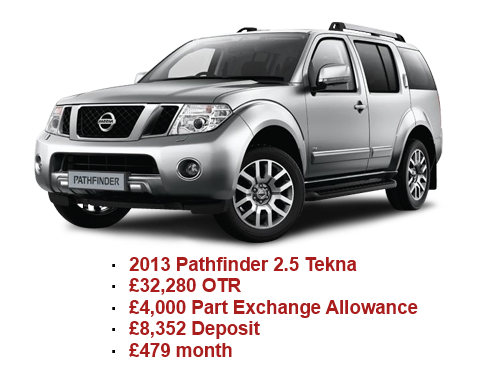 NISSAN
PATHFINDER
· 2013 Pathfinder 2.5 Tekna
· £32,280 OTR
· £4,000 Part Exchange Allowance
· £8,352 Deposit
· £479 month